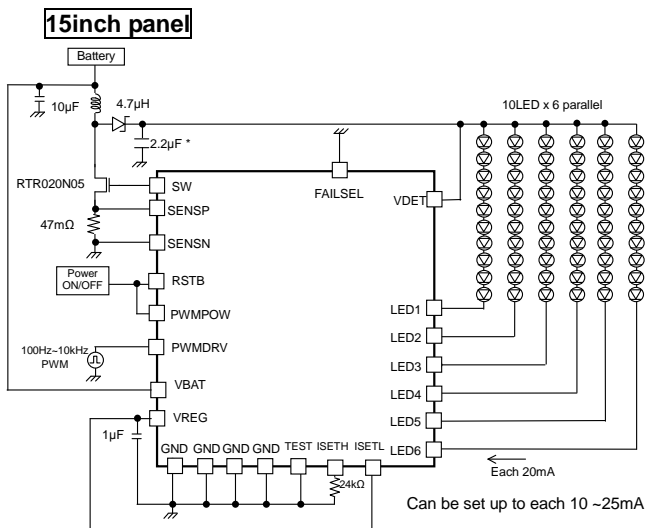 15inch panel
Battery
10µF
4.7µH
2.2µF *
10LED x 6 parallel
RTR020N05
SW
FAILSEL
VDET
SENSP
47mΩ
SENSN
Power
ON/OFF
RSTB
PWMPOW
LED1
LED2
100Hz~10kHz
PWM
PWMDRV
LED3
VBAT
LED4
VREG
LED5
1µF
GND GND GND GND TEST ISETH ISETL
LED6
24kΩ
Each 20mA
Can be set up to each 10 ~25mA